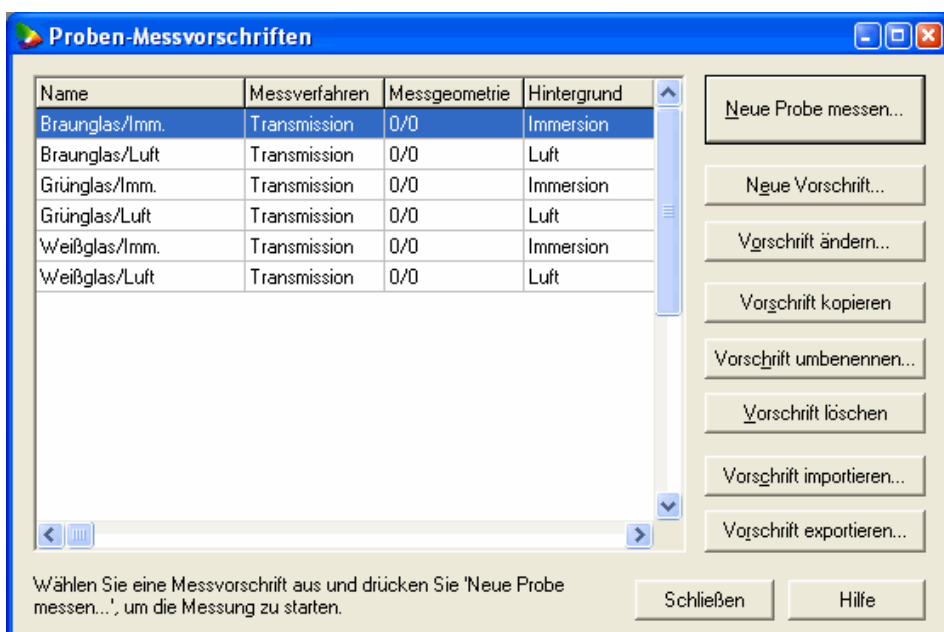 Proben-Messvorschriften
Name Messverfahren Messgeometrie Hintergrund
Braunglas/Imm. Transmission 0/0 Immersion
Braunglas/Luft Transmission 0/0 Luft
Grünglas/Imm. Transmission 0/0 Immersion
Grünglas/Luft Transmission 0/0 Luft
Weißglas/Imm. Transmission 0/0 Immersion
Weißglas/Luft Transmission 0/0 Luft
Neue Probe messen...
Neue Vorschrift...
Vorschrift ändern...
Vorschrift kopieren
Vorschrift umbenennen...
Vorschrift löschen
Vorschrift importieren...
Vorschrift exportieren...
Wählen Sie eine Messvorschrift aus und drücken Sie 'Neue Probe
messen...', um die Messung zu starten.
Schließen
Hilfe